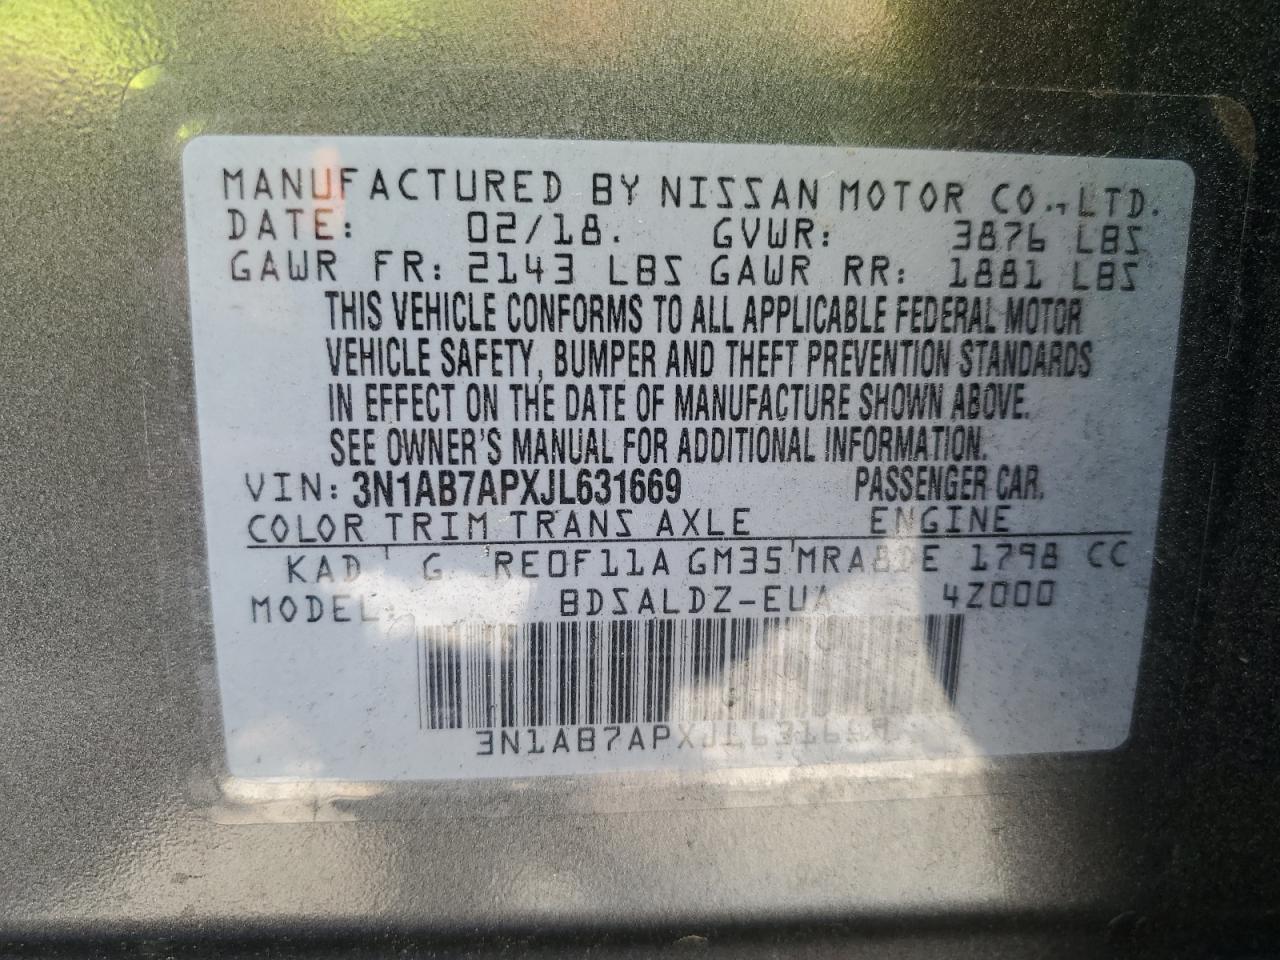 MANUFACTURED BY NISSAN MOTOR CO., LTD.
DATE: 02/18. GVWR: 3876 LBS
GAWR FR: 2143 LBS GAWR RR: 1881 LBS
THIS VEHICLE CONFORMS TO ALL APPLICABLE FEDERAL MOTOR
VEHICLE SAFETY, BUMPER AND THEFT PREVENTION STANDARDS
IN EFFECT ON THE DATE OF MANUFACTURE SHOWN ABOVE.
SEE OWNER'S MANUAL FOR ADDITIONAL INFORMATION.
VIN: 3N1AB7APXJL631669 PASSENGER CAR.
COLOR TRIM TRANS AXLE ENGINE
KAD G RE0F11A GM35 MRA8DE 1798 CC
MODEL: BDSALDZ-EUA 4Z000
3N1AB7APXJL631669